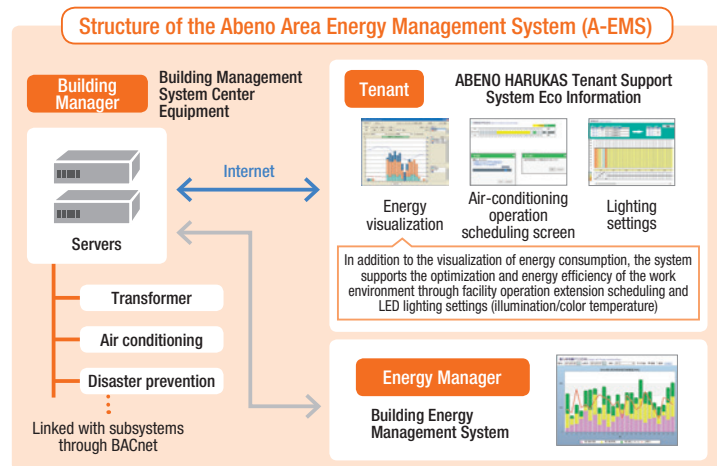 Structure of the Abeno Area Energy Management System (A-EMS)
Building
Manager
Building Management
System Center
Equipment
Servers
Internet
Transformer
Air conditioning
Disaster prevention
Linked with subsystems
through BACnet
Tenant
ABENO HARUKAS Tenant Support
System Eco Information
Energy
visualization
Air-conditioning
operation
scheduling screen
Lighting
settings
In addition to the visualization of energy consumption, the system
supports the optimization and energy efficiency of the work
environment through facility operation extension scheduling and
LED lighting settings (illumination/color temperature)
Energy Manager
Building Energy
Management System